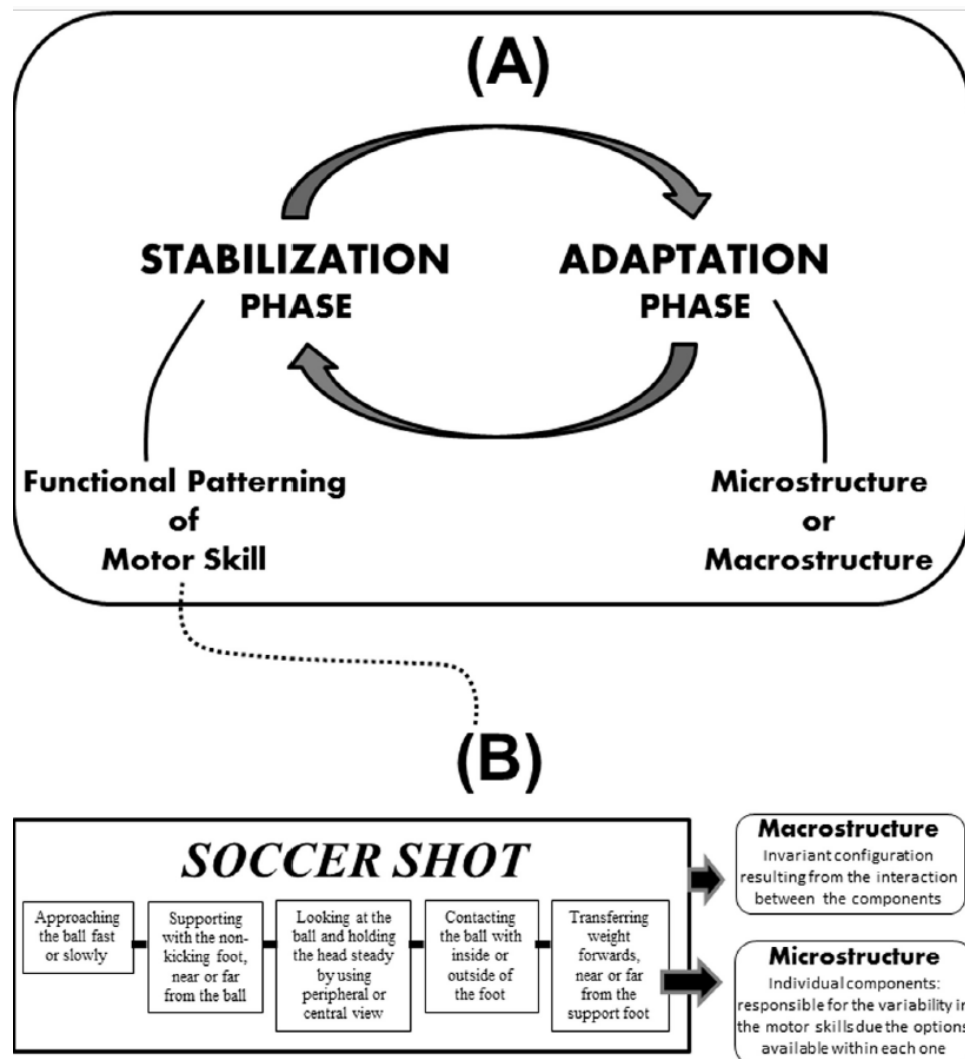 (A)
STABILIZATION
PHASE
ADAPTATION
PHASE
Functional Patterning
of
Motor Skill
Microstructure
or
Macrostructure
(B)
SOCCER SHOT
Approaching
the ball fast
or slowly
Supporting
with the non-
kicking foot,
near or far
from the ball
Looking at the
ball and holding
the head steady
by using
peripheral or
central view
Contacting
the ball with
inside or
outside of
the foot
Transferring
weight
forwards,
near or far
from the
support foot
Macrostructure
Invariant configuration
resulting from the interaction
between the components
Microstructure
Individual components:
responsible for the variability in
the motor skills due the options
available within each one